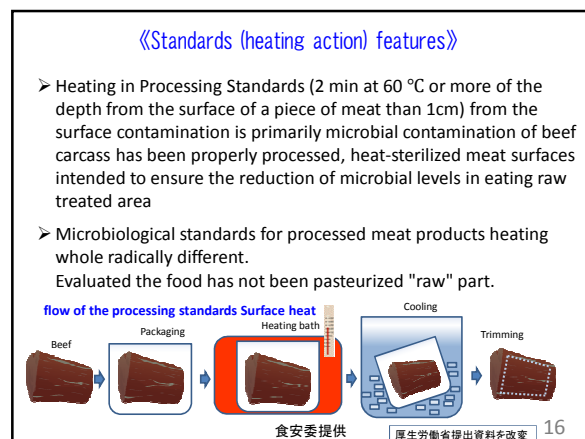 《Standards (heating action) features》
➢ Heating in Processing Standards (2 min at 60 ℃ or more of the
depth from the surface of a piece of meat than 1cm) from the
surface contamination is primarily microbial contamination of beef
carcass has been properly processed, heat-sterilized meat surfaces
intended to ensure the reduction of microbial levels in eating raw
treated area
➢ Microbiological standards for processed meat products heating
whole radically different.
Evaluated the food has not been pasteurized "raw" part.
flow of the processing standards Surface heat
Beef
Packaging
Heating bath
Cooling
Trimming
食安委提供
厚生労働省提出資料を改変
16